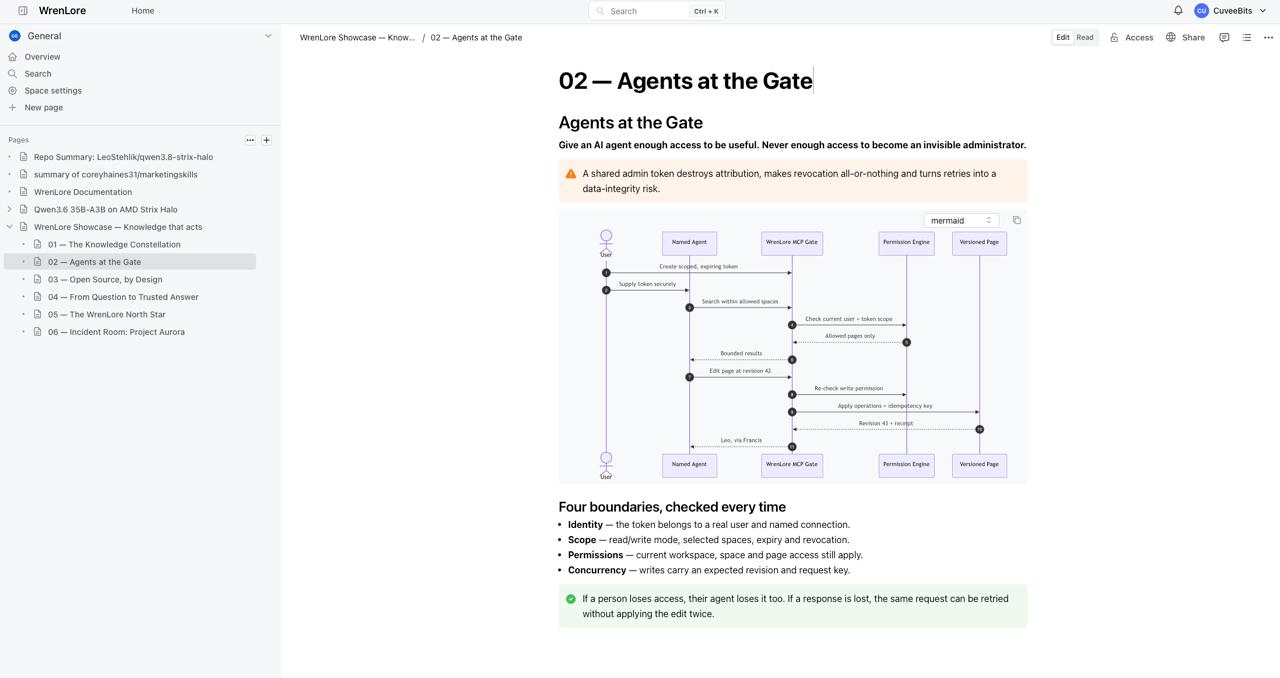 WrenLore
Home
Search
Ctrl + K
CU
CuveeBits
GE
General
Overview
Search
Space settings
New page
Pages
Repo Summary: LeoStehlik/qwen3.8-strix-halo
summary of coreyhaines31/marketingskills
WrenLore Documentation
Qwen3.6 35B-A3B on AMD Strix Halo
WrenLore Showcase — Knowledge that acts
01 — The Knowledge Constellation
02 — Agents at the Gate
03 — Open Source, by Design
04 — From Question to Trusted Answer
05 — The WrenLore North Star
06 — Incident Room: Project Aurora
WrenLore Showcase — Know... / 02 — Agents at the Gate
Edit
Read
Access
Share
02 — Agents at the Gate
Agents at the Gate
Give an AI agent enough access to be useful. Never enough access to become an invisible administrator.
A shared admin token destroys attribution, makes revocation all-or-nothing and turns retries into a
data-integrity risk.
mermaid
User
Named Agent
WrenLore MCP Gate
Permission Engine
Versioned Page
1
Create scoped, expiring token
2
Supply token securely
3
Search within allowed spaces
4
Check current user + token scope
5
Allowed pages only
6
Bounded results
7
Edit page at revision 42
8
Re-check write permission
9
Apply operations + idempotency key
10
Revision 43 + receipt
11
Leo, via Francis
User
Named Agent
WrenLore MCP Gate
Permission Engine
Versioned Page
Four boundaries, checked every time
• Identity — the token belongs to a real user and named connection.
• Scope — read/write mode, selected spaces, expiry and revocation.
• Permissions — current workspace, space and page access still apply.
• Concurrency — writes carry an expected revision and request key.
If a person loses access, their agent loses it too. If a response is lost, the same request can be retried
without applying the edit twice.